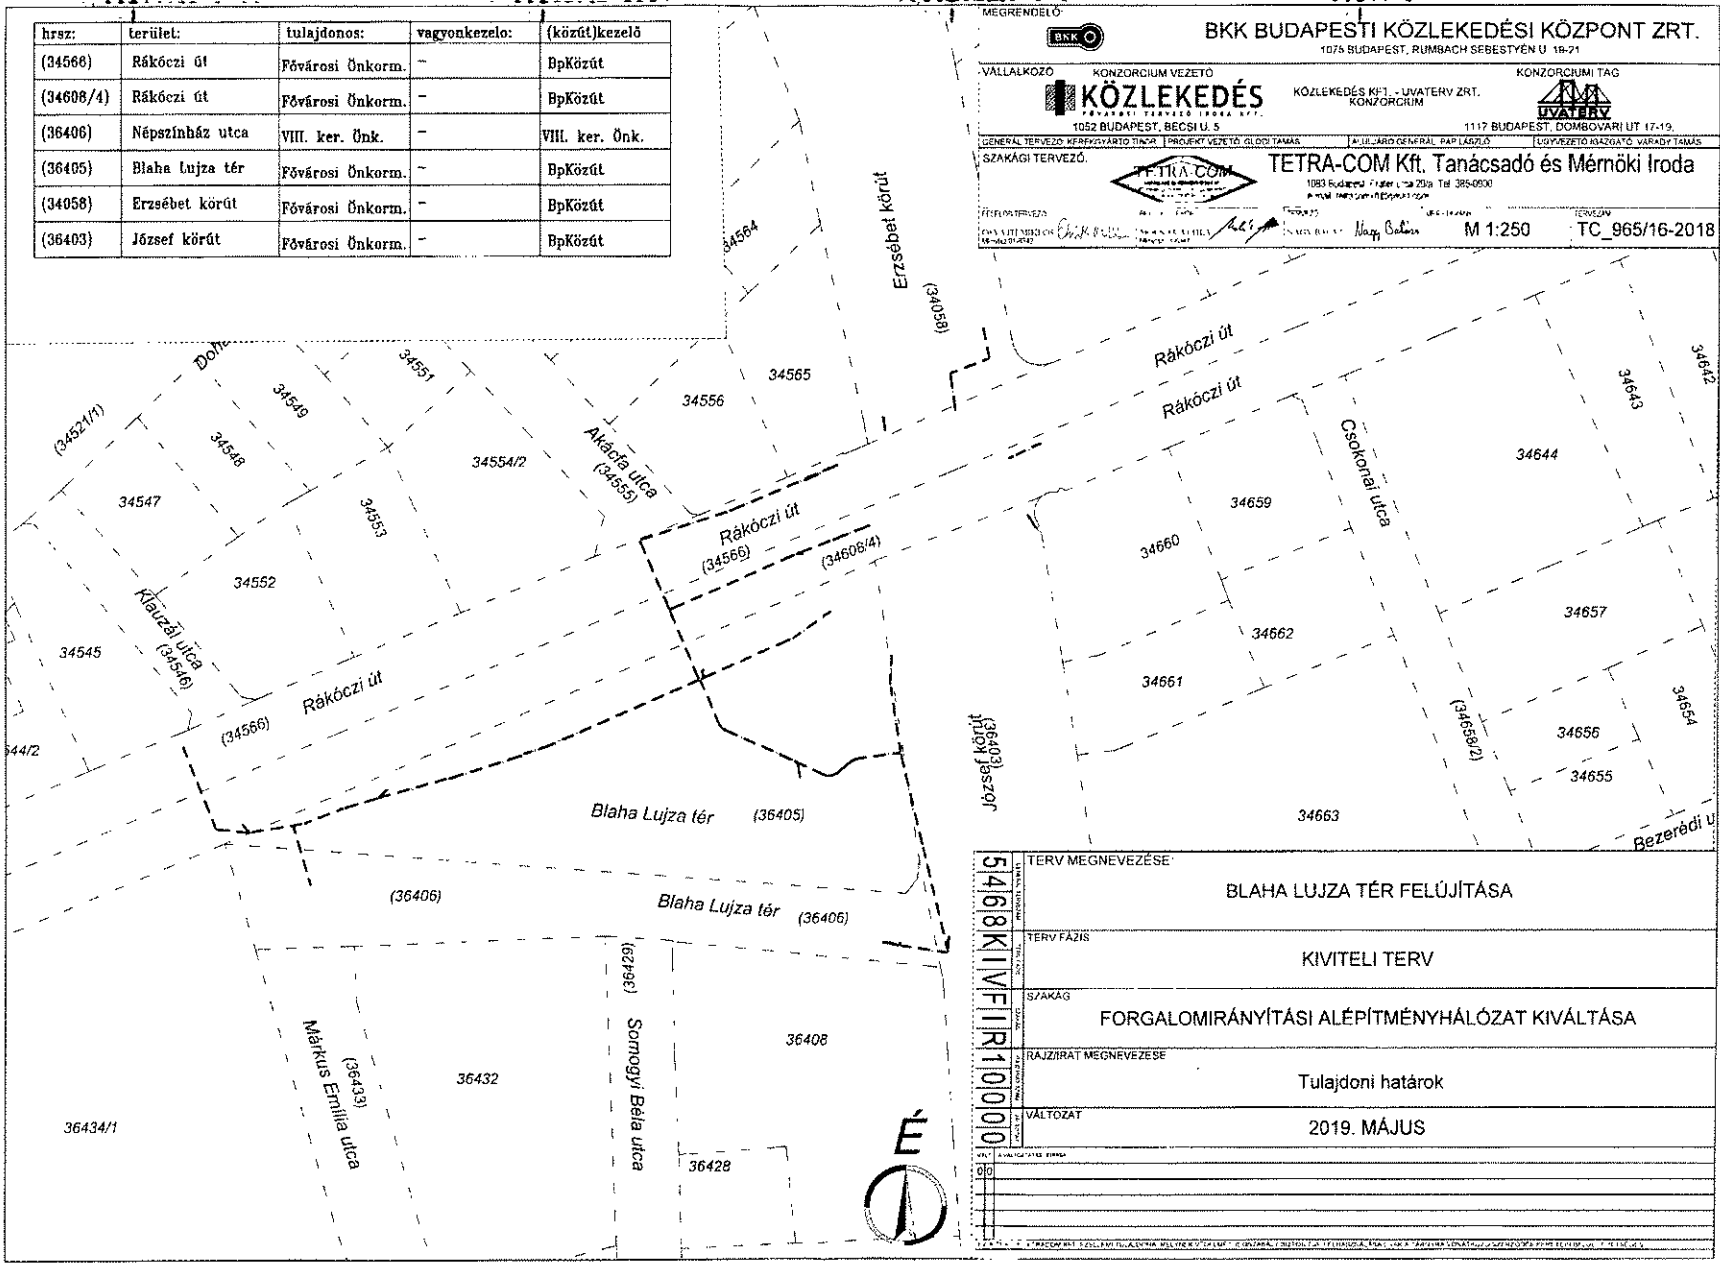 hrsz: terület: tulajdonos: vagyonkezelo: (közút)kezelő
(34566) Rákóczi út Fővárosi Önkorm. - BpKözút
(34608/4) Rákóczi út Fővárosi Önkorm. - BpKözút
(36406) Népszínház utca VIII. ker. Önk. - VIII. ker. Önk.
(36405) Blaha Lujza tér Fővárosi Önkorm. - BpKözút
(34058) Erzsébet körút Fővárosi Önkorm. - BpKözút
(36403) József körút Fővárosi Önkorm. - BpKözút
MEGRENDELŐ:
BKK
BKK BUDAPESTI KÖZLEKEDÉSI KÖZPONT ZRT.
1075 BUDAPEST, RUMBACH SEBESTYÉN U. 19-21
VÁLLALKOZÓ
KONZORCIUM VEZETŐ
KONZORCIUMI TAG
KÖZLEKEDÉS
FŐVÁROSI TERVEZŐ IRODA KFT.
KÖZLEKEDÉS KFT. - UVATERV ZRT.
KONZORCIUM
UVATERV
1052 BUDAPEST, BÉCSI U. 5
1117 BUDAPEST, DOMBÓVÁRI ÚT 17-19.
SZAKÁGI TERVEZŐ:
TETRA-COM
TETRA-COM Kft. Tanácsadó és Mérnöki Iroda
M 1:250
TC_965/16-2018
34564
Erzsébet körút
(34058)
Rákóczi út
Rákóczi út
34642
34643
34565
34556
34551
34549
(34521/1)
34548
34554/2
Akácfa utca
(34555)
34547
34553
Csokonai utca
34644
34659
34660
Rákóczi út
(34566)
(34608/4)
34552
Klauzál utca
(34546)
34545
34657
34662
34661
34654
Rákóczi út
(34566)
(34658/2)
34656
34655
József körút
(36403)
Blaha Lujza tér (36405)
34663
(36406)
Blaha Lujza tér (36406)
(36429)
Somogyi Béla utca
Márkus Emília utca
(36433)
36432
36408
36434/1
36428
É
5468KIVFIR10000
TERV MEGNEVEZÉSE:
BLAHA LUJZA TÉR FELÚJÍTÁSA
TERV FÁZIS
KIVITELI TERV
SZAKÁG
FORGALOMIRÁNYÍTÁSI ALÉPÍTMÉNYHÁLÓZAT KIVÁLTÁSA
RAJZ/IRAT MEGNEVEZÉSE
Tulajdoni határok
VÁLTOZAT
2019. MÁJUS